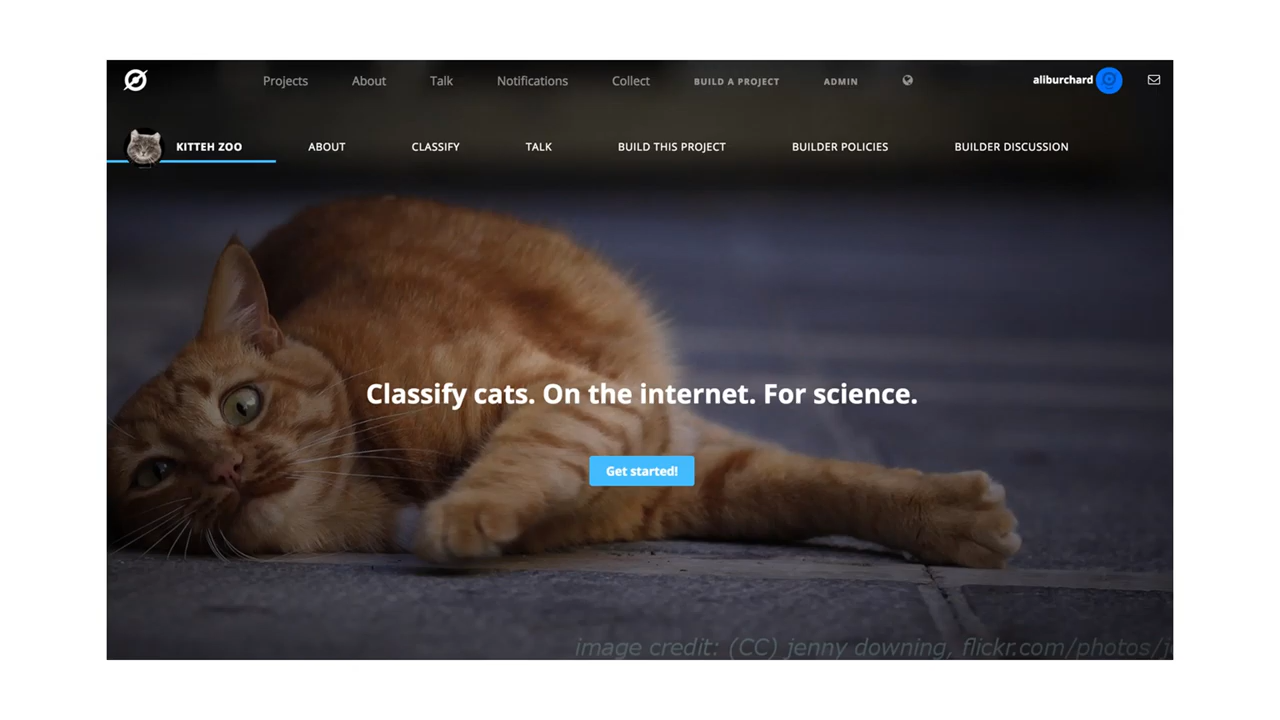 Projects About Talk Notifications Collect BUILD A PROJECT ADMIN aliburchard
KITTEH ZOO ABOUT CLASSIFY TALK BUILD THIS PROJECT BUILDER POLICIES BUILDER DISCUSSION
Classify cats. On the internet. For science.
Get started!
image credit: (CC) jenny downing, flickr.com/photos/j